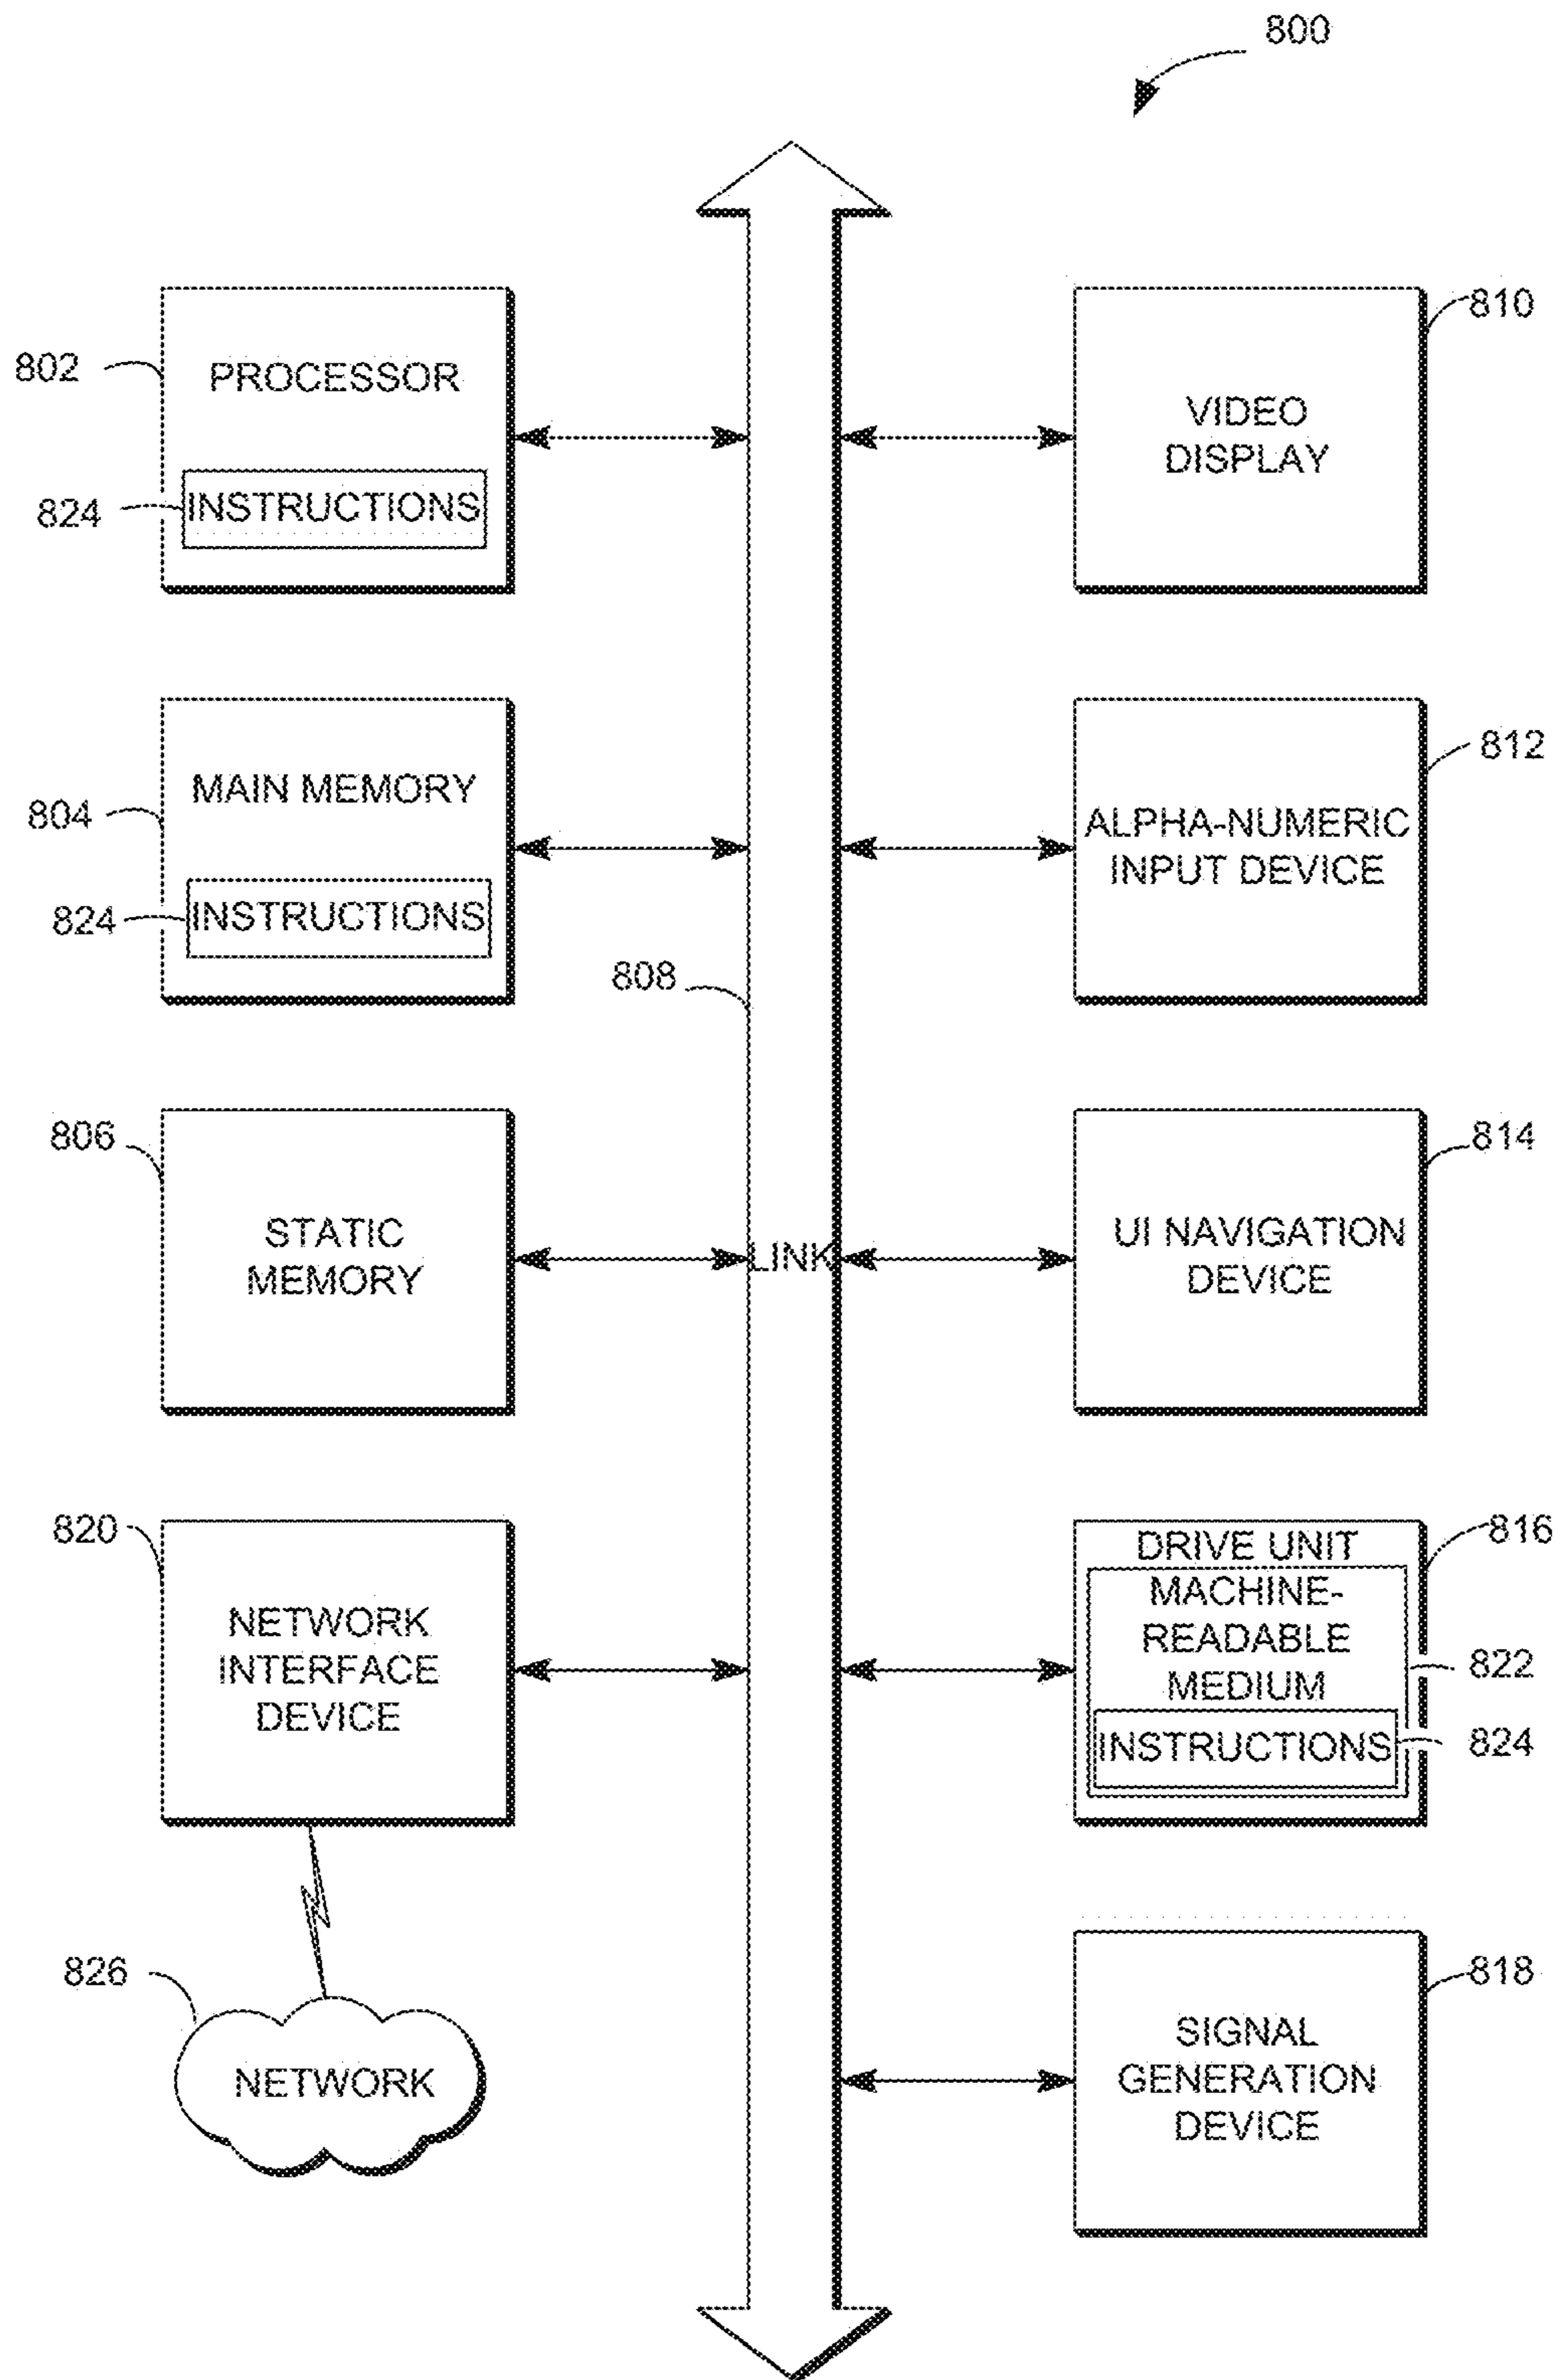 800
802
PROCESSOR
824
INSTRUCTIONS
810
VIDEO
DISPLAY
804
MAIN MEMORY
824
INSTRUCTIONS
812
ALPHA-NUMERIC
INPUT DEVICE
808
LINK
806
STATIC
MEMORY
814
UI NAVIGATION
DEVICE
820
NETWORK
INTERFACE
DEVICE
816
DRIVE UNIT
MACHINE-
READABLE
MEDIUM
822
INSTRUCTIONS
824
826
NETWORK
818
SIGNAL
GENERATION
DEVICE